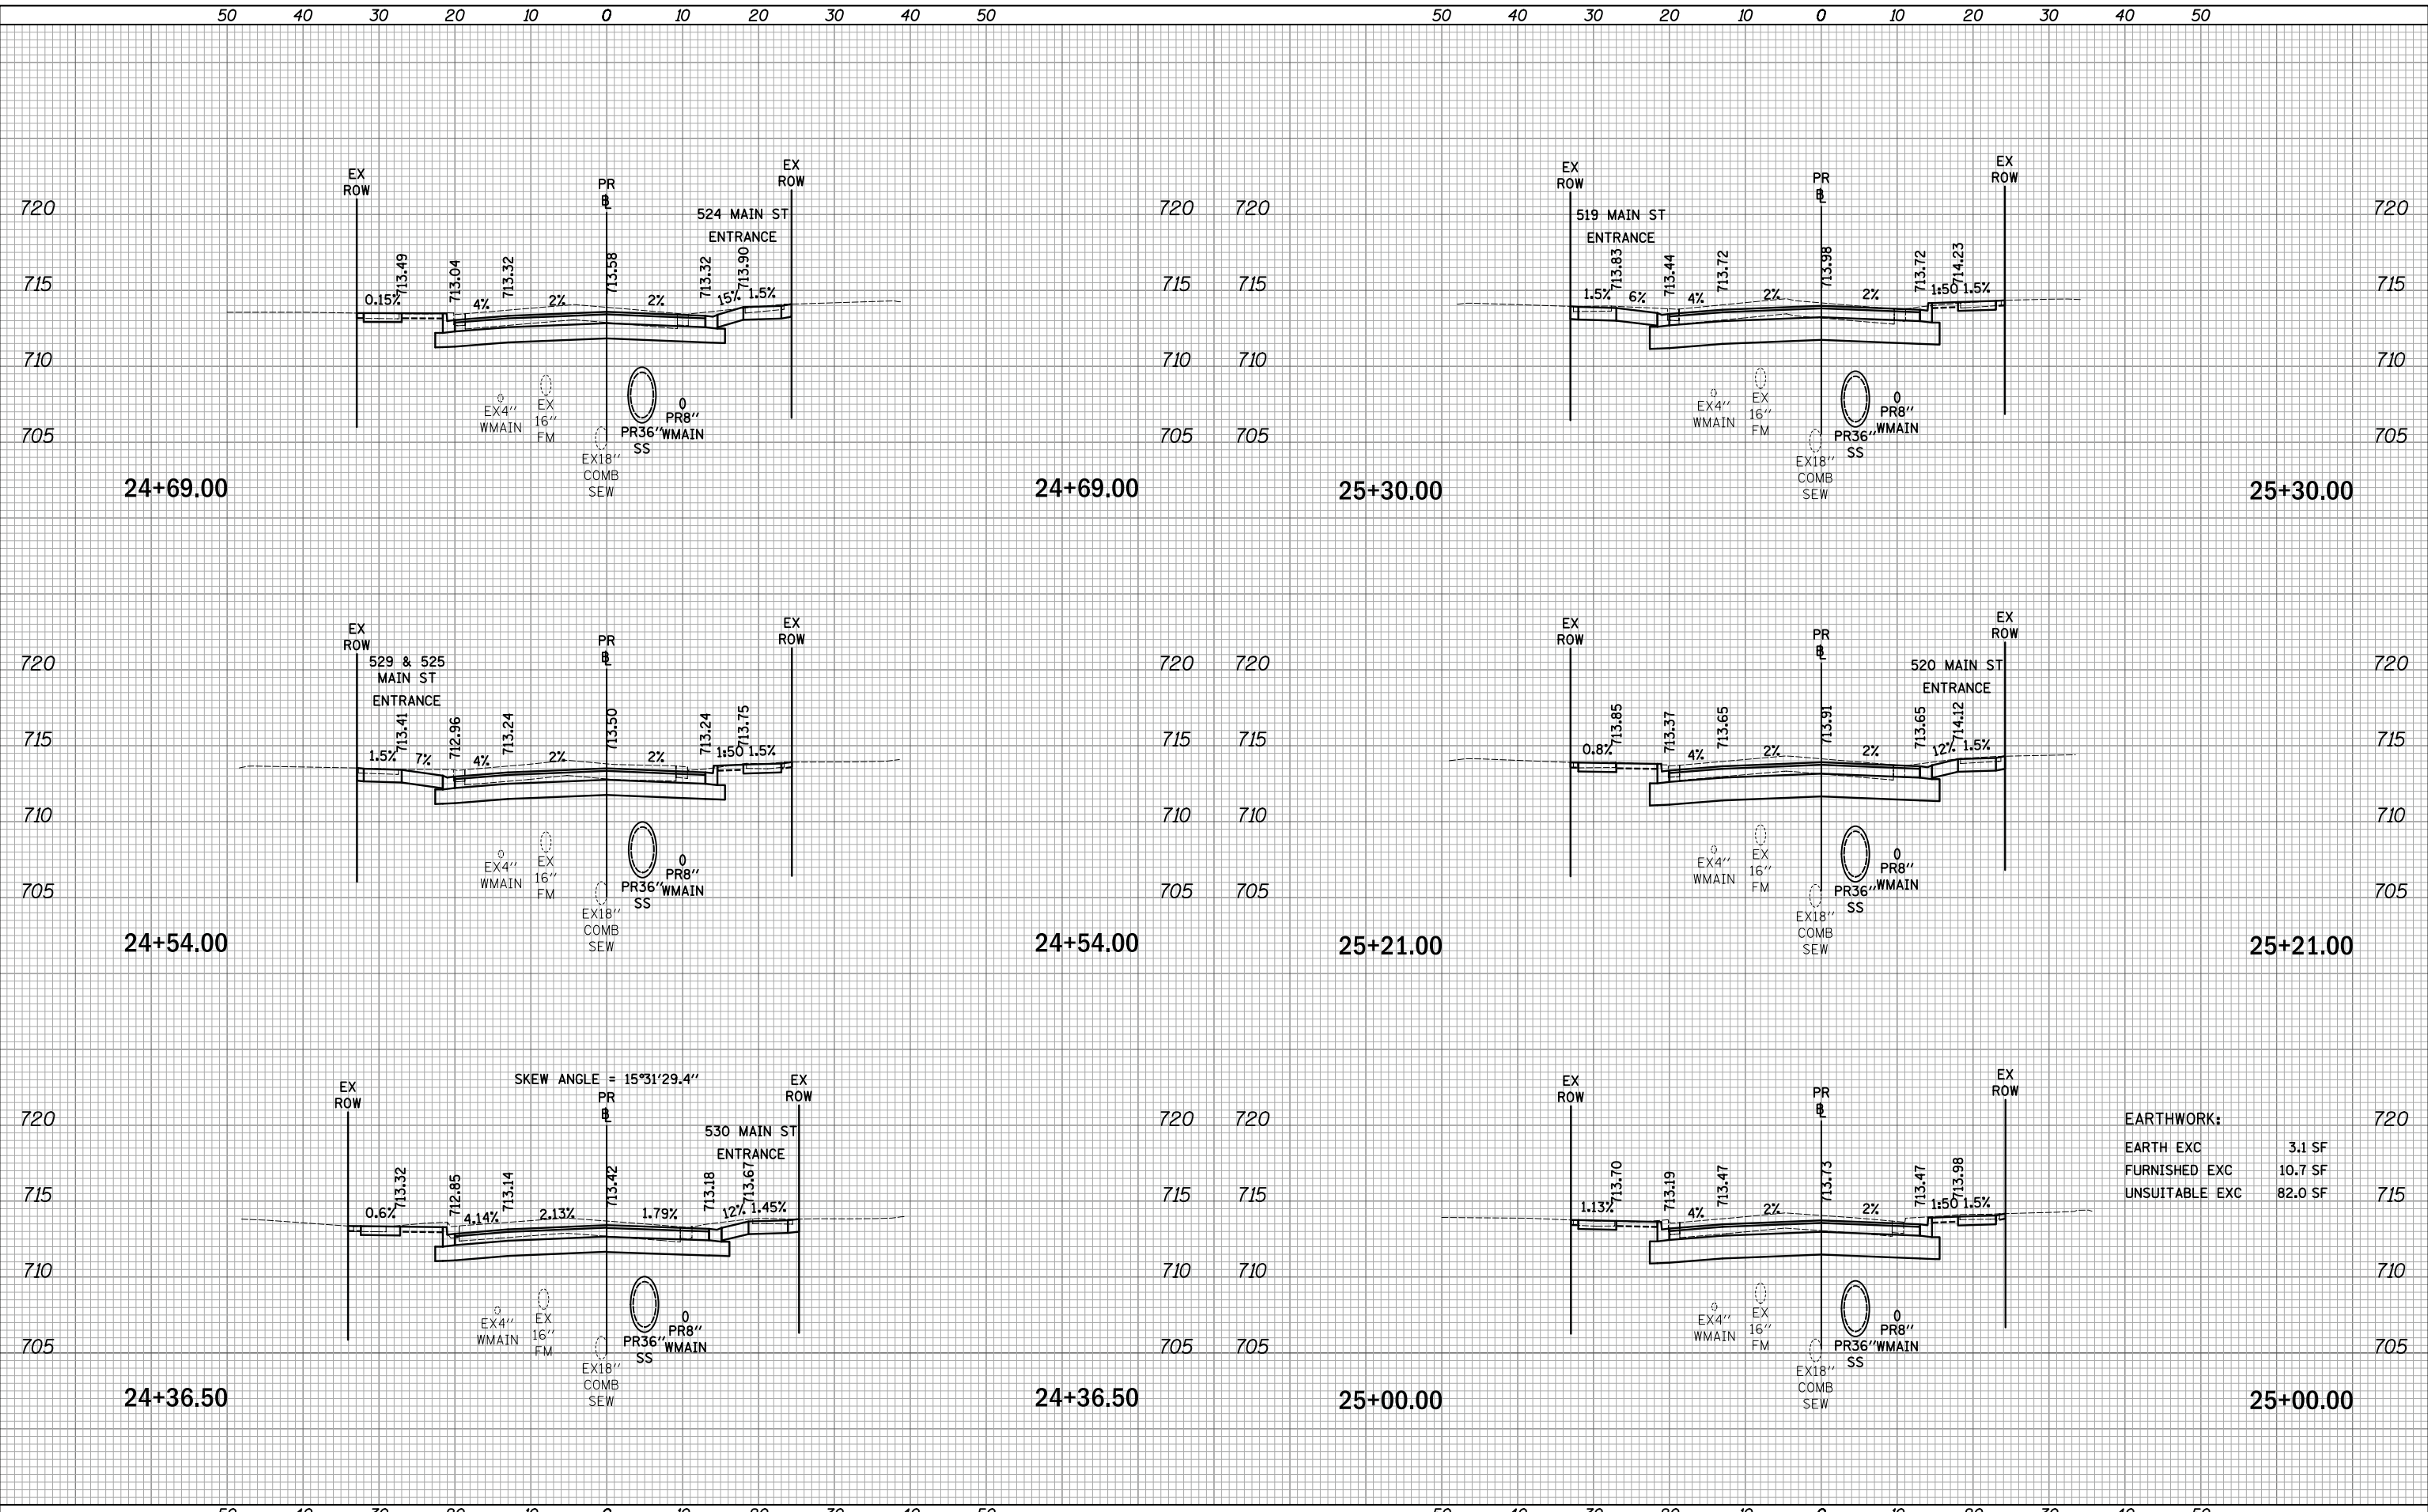 50 40 30 20 10 0 10 20 30 40 50
50 40 30 20 10 0 10 20 30 40 50
EX
ROW
PR
BL
EX
ROW
524 MAIN ST
ENTRANCE
720 720
715 715
710 710
705 705
713.49 713.04 713.32 713.58 713.32 713.90
0.15% 4% 2% 2% 15% 1.5%
EX4''
WMAIN
EX
16''
FM
EX18''
COMB
SEW
PR36''
SS
PR8''
WMAIN
24+69.00 24+69.00
EX
ROW
PR
BL
EX
ROW
519 MAIN ST
ENTRANCE
720 720
715 715
710 710
705 705
713.83 713.44 713.72 713.98 713.72 714.23
1.5% 6% 4% 2% 2% 1:50 1.5%
EX4''
WMAIN
EX
16''
FM
EX18''
COMB
SEW
PR36''
SS
PR8''
WMAIN
25+30.00 25+30.00
EX
ROW
PR
BL
EX
ROW
529 & 525
MAIN ST
ENTRANCE
720 720
715 715
710 710
705 705
713.41 712.96 713.24 713.50 713.24 713.75
1.5% 7% 4% 2% 2% 1:50 1.5%
EX4''
WMAIN
EX
16''
FM
EX18''
COMB
SEW
PR36''
SS
PR8''
WMAIN
24+54.00 24+54.00
EX
ROW
PR
BL
EX
ROW
520 MAIN ST
ENTRANCE
720 720
715 715
710 710
705 705
713.85 713.37 713.65 713.91 713.65 714.12
0.8% 4% 2% 2% 12% 1.5%
EX4''
WMAIN
EX
16''
FM
EX18''
COMB
SEW
PR36''
SS
PR8''
WMAIN
25+21.00 25+21.00
SKEW ANGLE = 15°31'29.4''
EX
ROW
PR
BL
EX
ROW
530 MAIN ST
ENTRANCE
720 720
715 715
710 710
705 705
713.32 712.85 713.14 713.42 713.18 713.67
0.6% 4.14% 2.13% 1.79% 12% 1.45%
EX4''
WMAIN
EX
16''
FM
EX18''
COMB
SEW
PR36''
SS
PR8''
WMAIN
24+36.50 24+36.50
EX
ROW
PR
BL
EX
ROW
720 720
715 715
710 710
705 705
713.70 713.19 713.47 713.73 713.47 713.98
1.13% 4% 2% 2% 1:50 1.5%
EX4''
WMAIN
EX
16''
FM
EX18''
COMB
SEW
PR36''
SS
PR8''
WMAIN
EARTHWORK:
EARTH EXC 3.1 SF
FURNISHED EXC 10.7 SF
UNSUITABLE EXC 82.0 SF
25+00.00 25+00.00